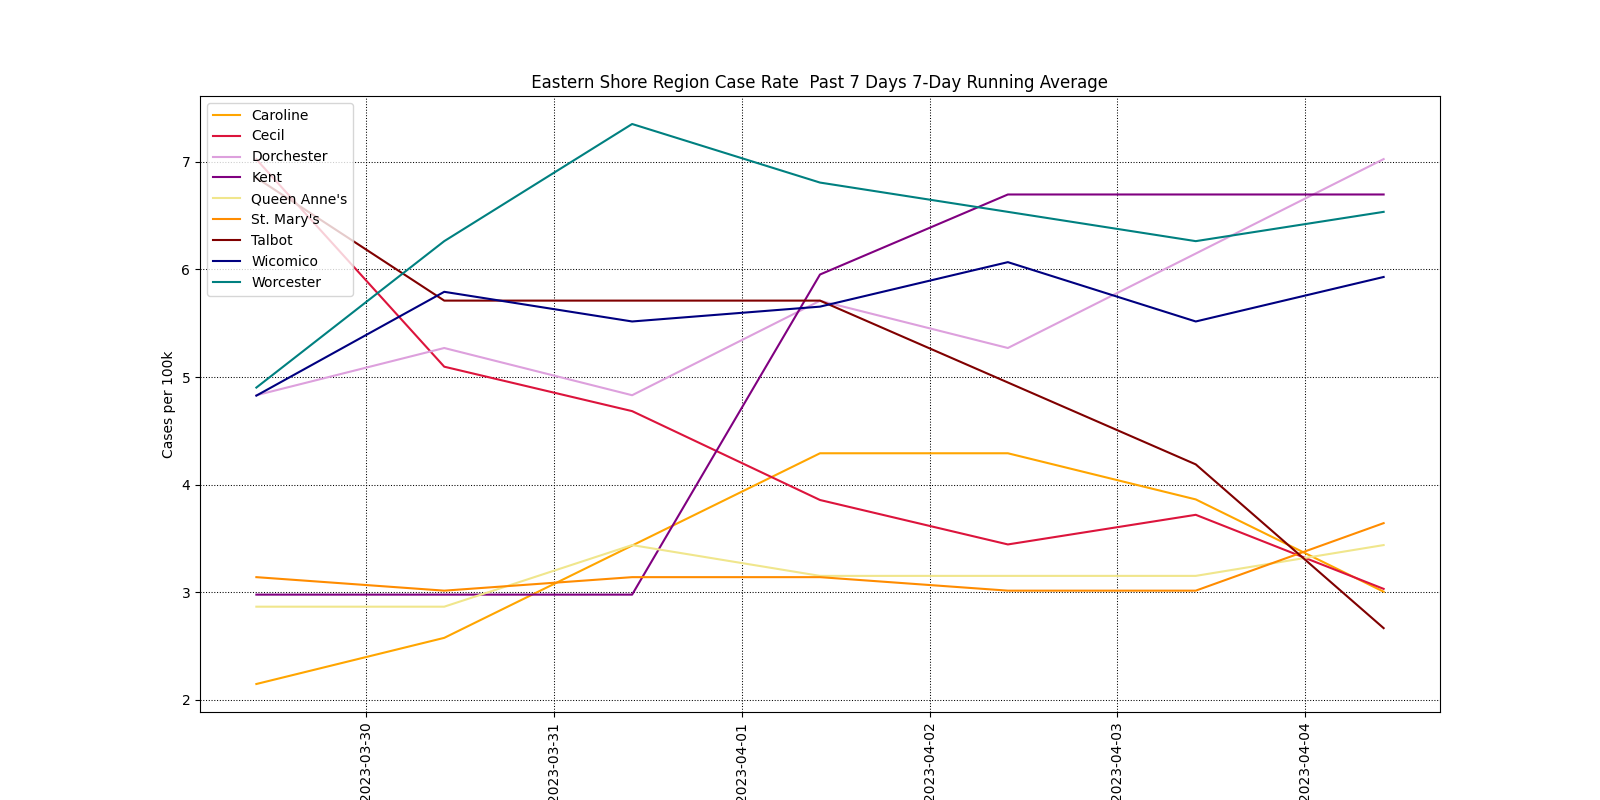 Eastern Shore Region Case Rate  Past 7 Days 7-Day Running Average
Caroline
Cecil
Dorchester
Kent
Queen Anne's
St. Mary's
Talbot
Wicomico
Worcester
Cases per 100k
7
6
5
4
3
2
2023-03-30
2023-03-31
2023-04-01
2023-04-02
2023-04-03
2023-04-04